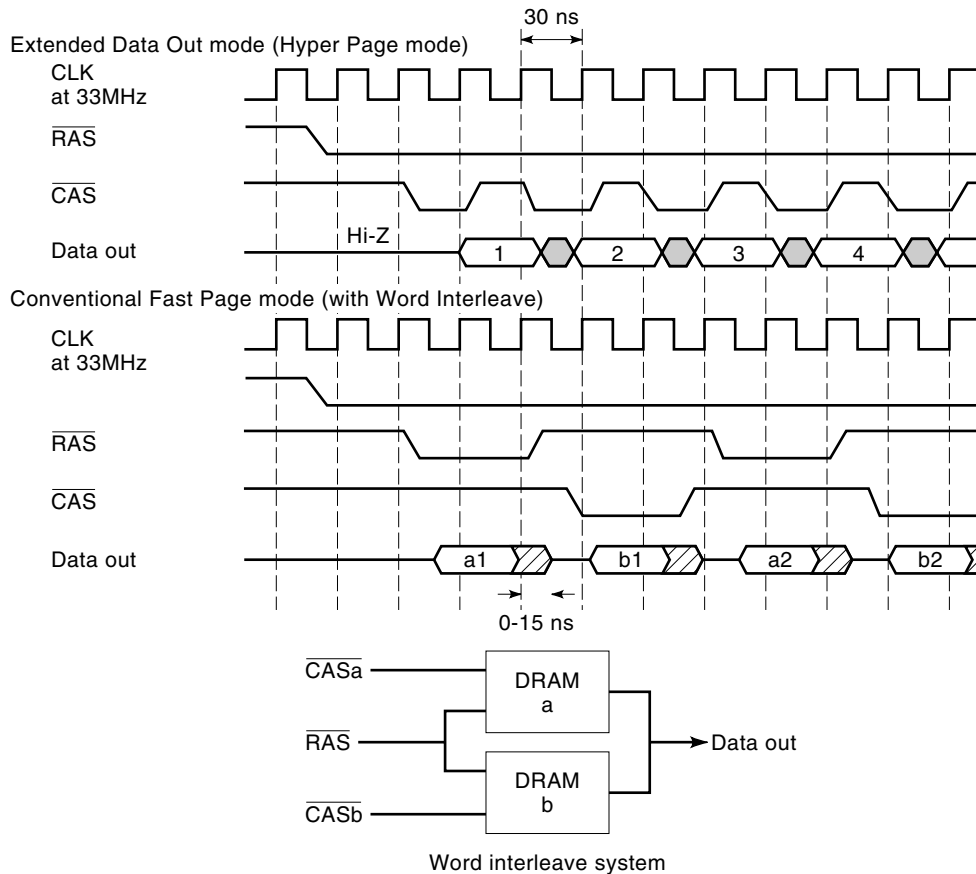 30 ns
Extended Data Out mode (Hyper Page mode)
CLK
at 33MHz
RAS
CAS
Hi-Z
Data out
1 2 3 4
Conventional Fast Page mode (with Word Interleave)
CLK
at 33MHz
RAS
CAS
Data out
a1 b1 a2 b2
0-15 ns
CASa
DRAM
a
RAS
Data out
DRAM
b
CASb
Word interleave system